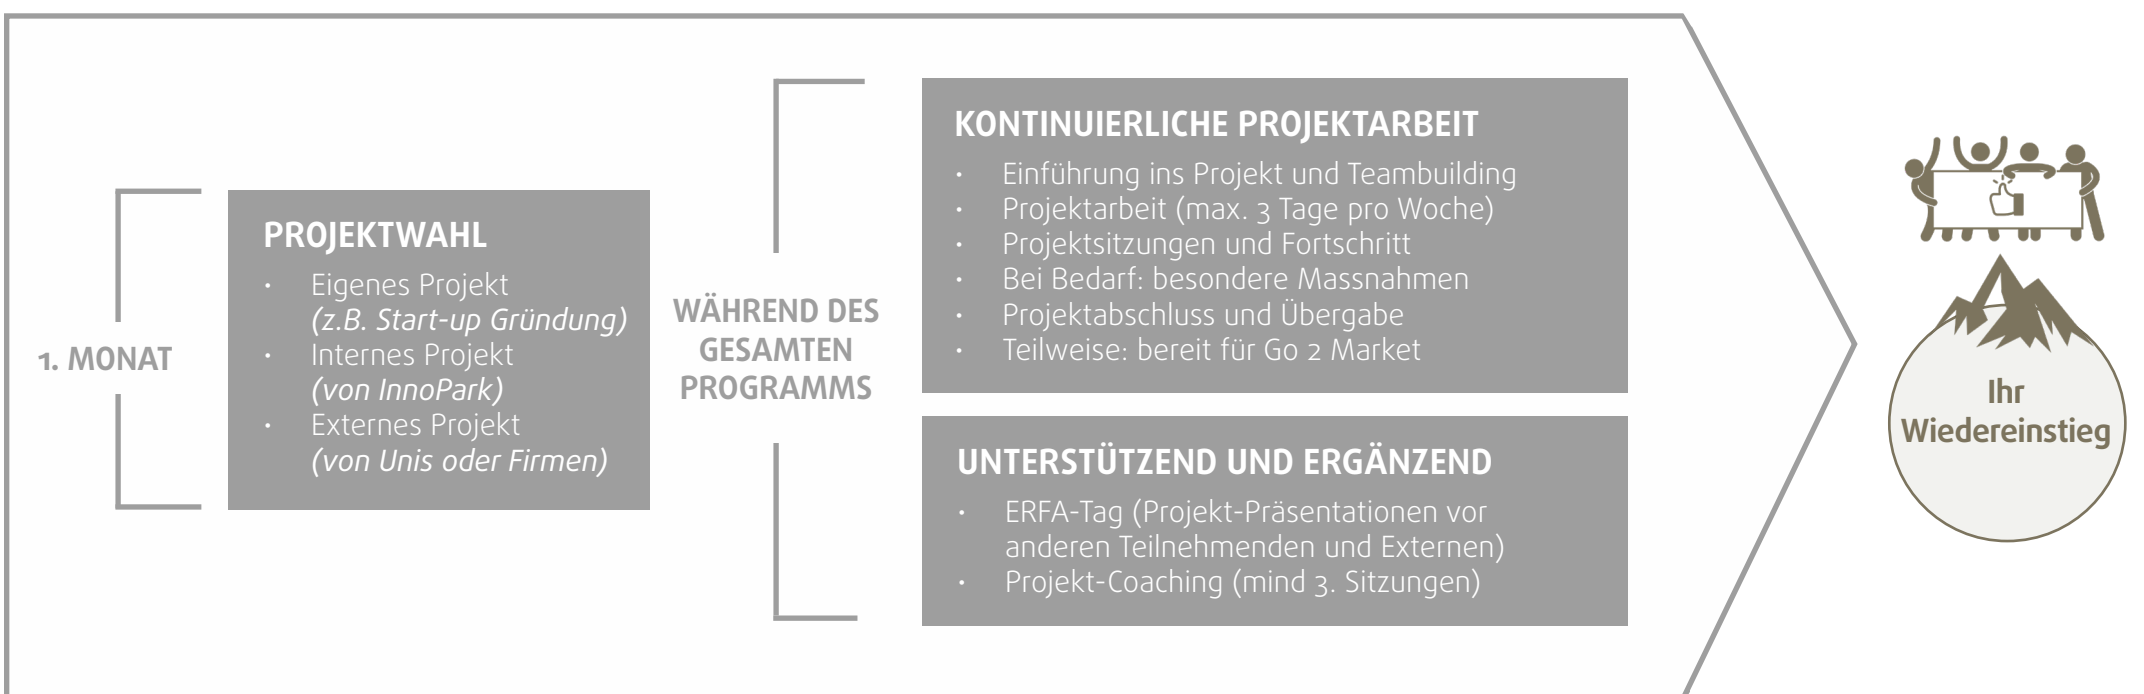 1. MONAT
PROJEKTWAHL
• Eigenes Projekt
(z.B. Start-up Gründung)
• Internes Projekt
(von InnoPark)
• Externes Projekt
(von Unis oder Firmen)
WÄHREND DES
GESAMTEN
PROGRAMMS
KONTINUIERLICHE PROJEKTARBEIT
• Einführung ins Projekt und Teambuilding
• Projektarbeit (max. 3 Tage pro Woche)
• Projektsitzungen und Fortschritt
• Bei Bedarf: besondere Massnahmen
• Projektabschluss und Übergabe
• Teilweise: bereit für Go 2 Market
UNTERSTÜTZEND UND ERGÄNZEND
• ERFA-Tag (Projekt-Präsentationen vor
anderen Teilnehmenden und Externen)
• Projekt-Coaching (mind 3. Sitzungen)
Ihr
Wiedereinstieg